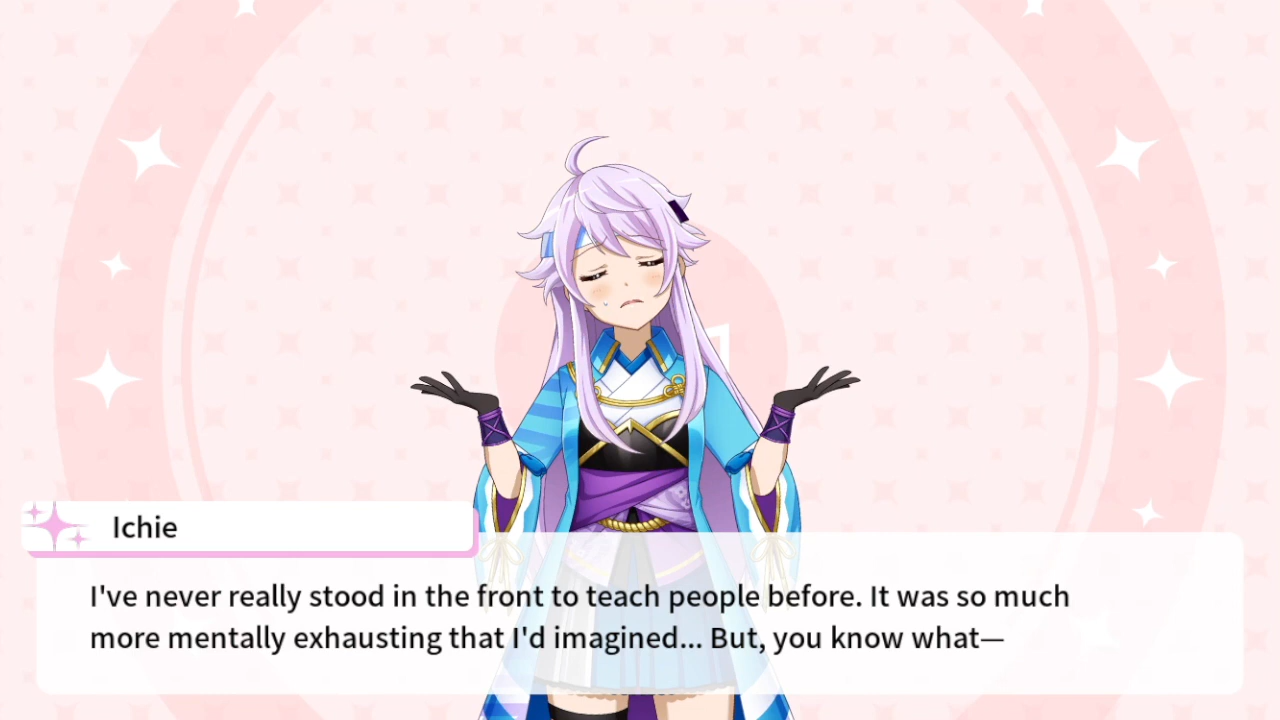 Ichie
I've never really stood in the front to teach people before. It was so much
more mentally exhausting that I'd imagined... But, you know what—